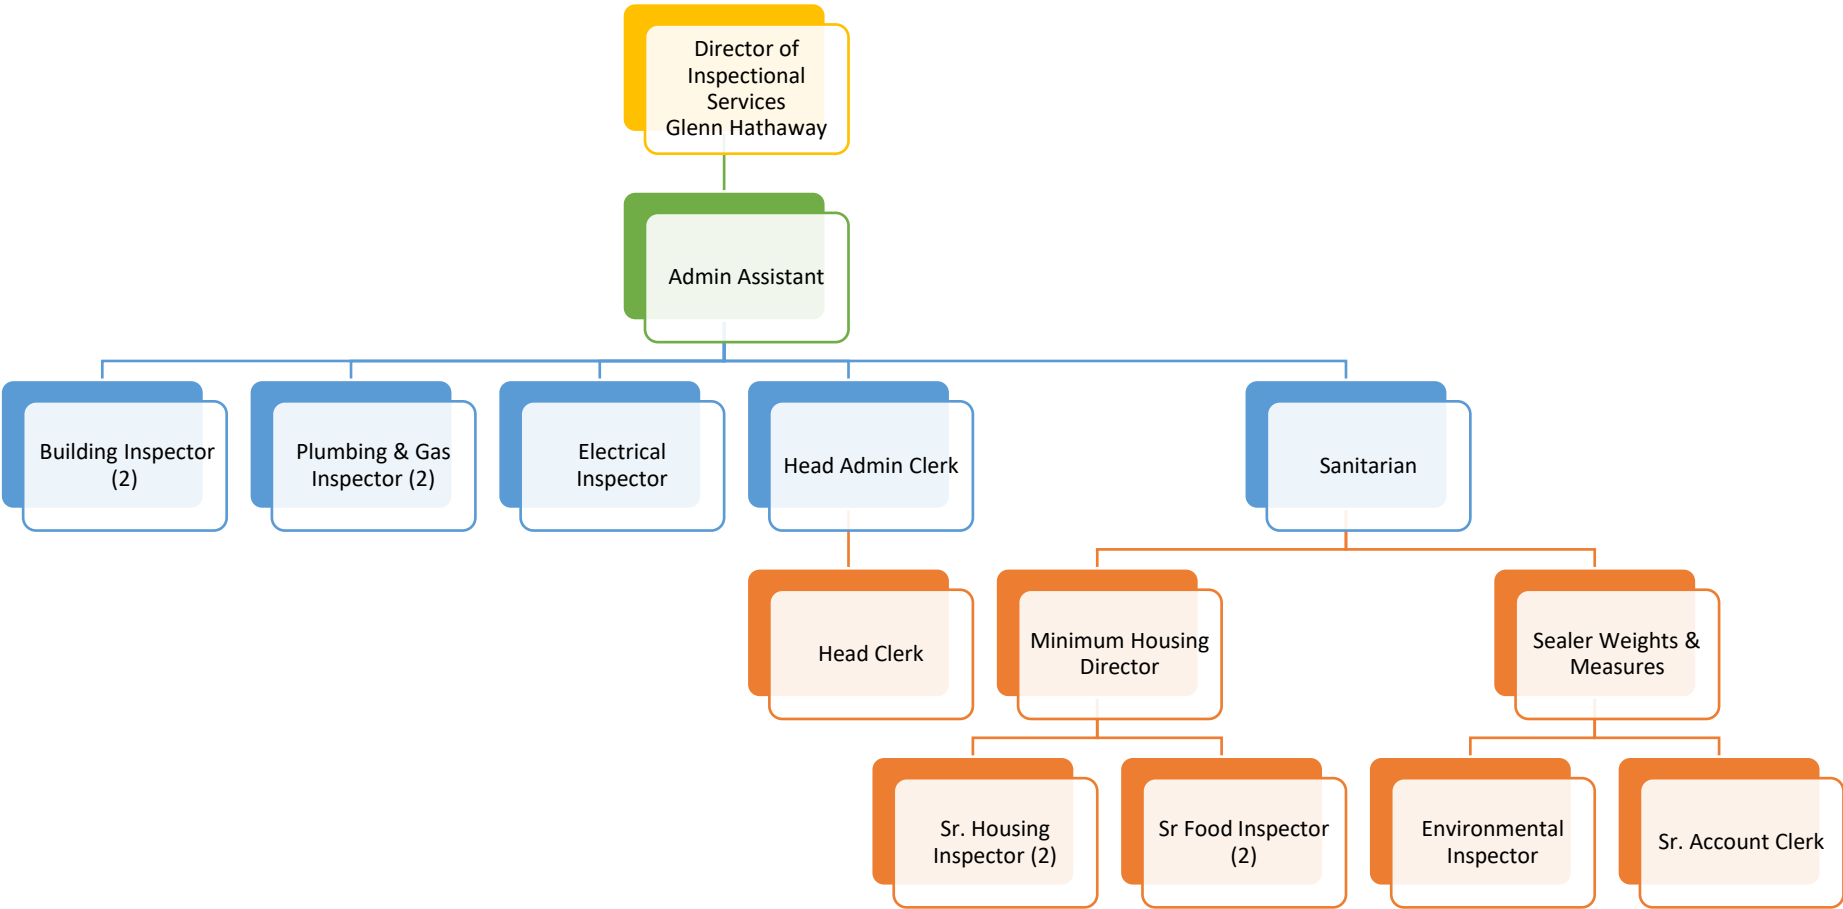 Director of
Inspectional
Services
Glenn Hathaway
Admin Assistant
Building Inspector
(2)
Plumbing & Gas
Inspector (2)
Electrical
Inspector
Head Admin Clerk
Sanitarian
Head Clerk
Minimum Housing
Director
Sealer Weights &
Measures
Sr. Housing
Inspector (2)
Sr Food Inspector
(2)
Environmental
Inspector
Sr. Account Clerk